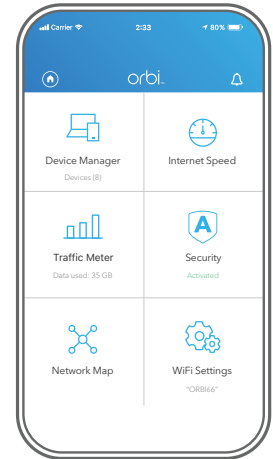 Carrier 2:33 80%
orbi
Device Manager
Devices (8)
Internet Speed
Traffic Meter
Data used: 35 GB
A
Security
Activated
Network Map
WiFi Settings
"ORBI66"